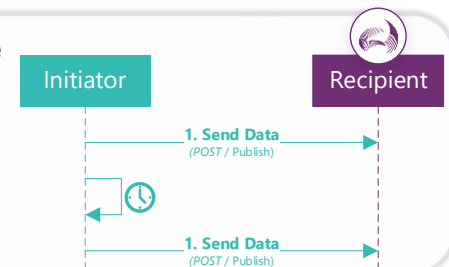 e
Initiator
Recipient
1. Send Data
(POST / Publish)
1. Send Data
(POST / Publish)